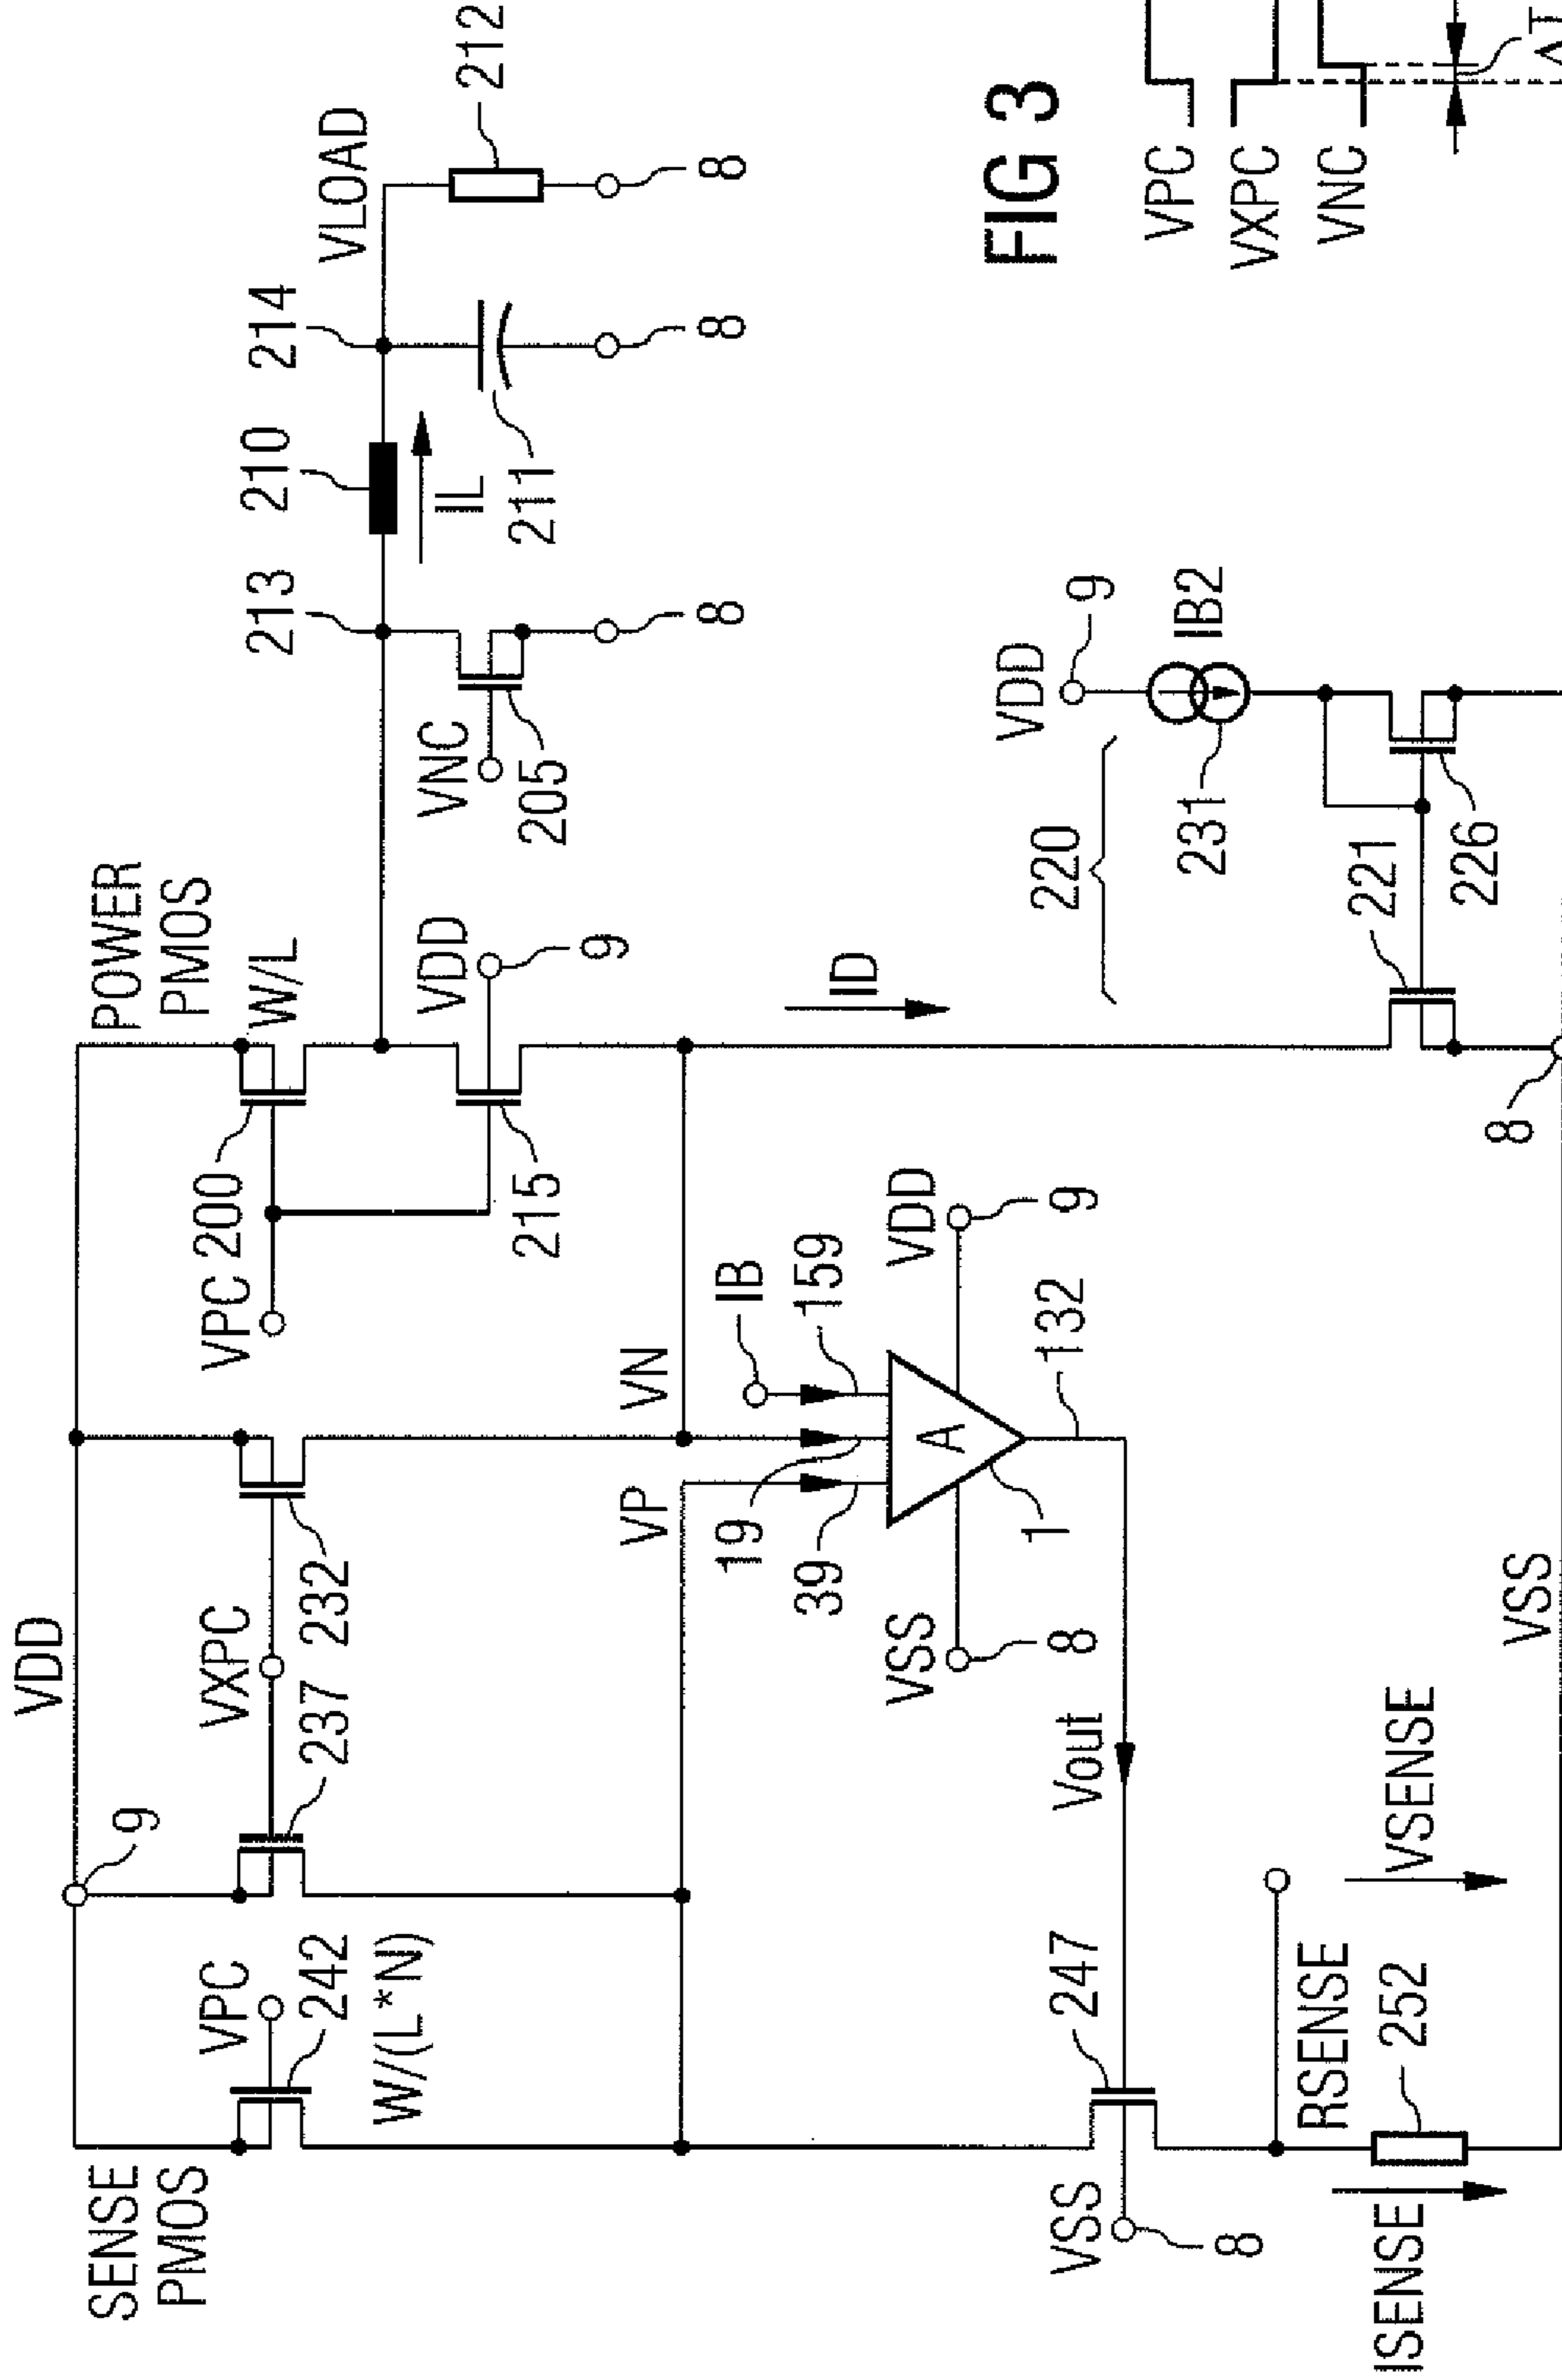 VDD
SENSE
PMOS
9
POWER
PMOS
VPC
242
W/(L*N)
VXPC
237
232
VPC
200
W/L
215
VDD
9
213
210
214
VLOAD
212
VNC
205
IL
211
8
8
8
VP
VN
IB
19
39
159
A
VSS
8
VDD
9
1
132
ID
220
VDD
9
231
IB2
221
226
8
Vout
247
VSS
8
RSENSE
252
ISENSE
VSENSE
VSS
FIG 3
VPC
VXPC
VNC